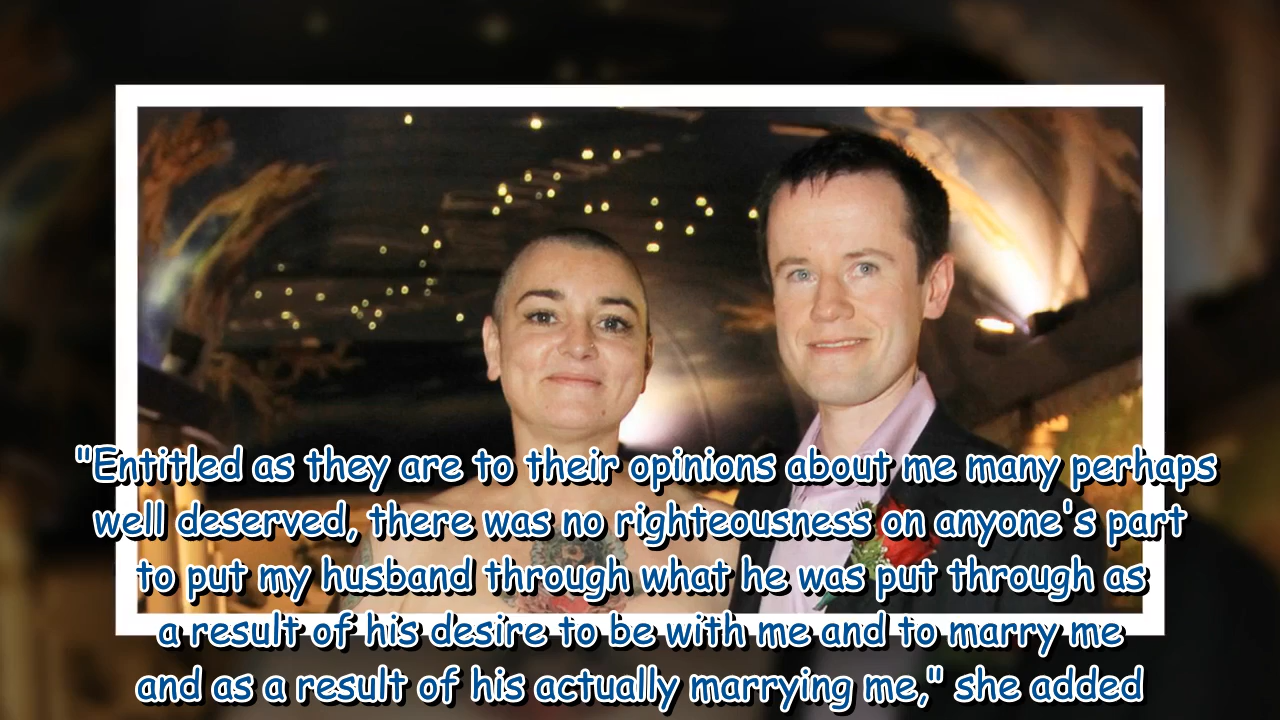 "Entitled as they are to their opinions about me many perhaps
well deserved, there was no righteousness on anyone's part
to put my husband through what he was put through as
a result of his desire to be with me and to marry me
and as a result of his actually marrying me," she added